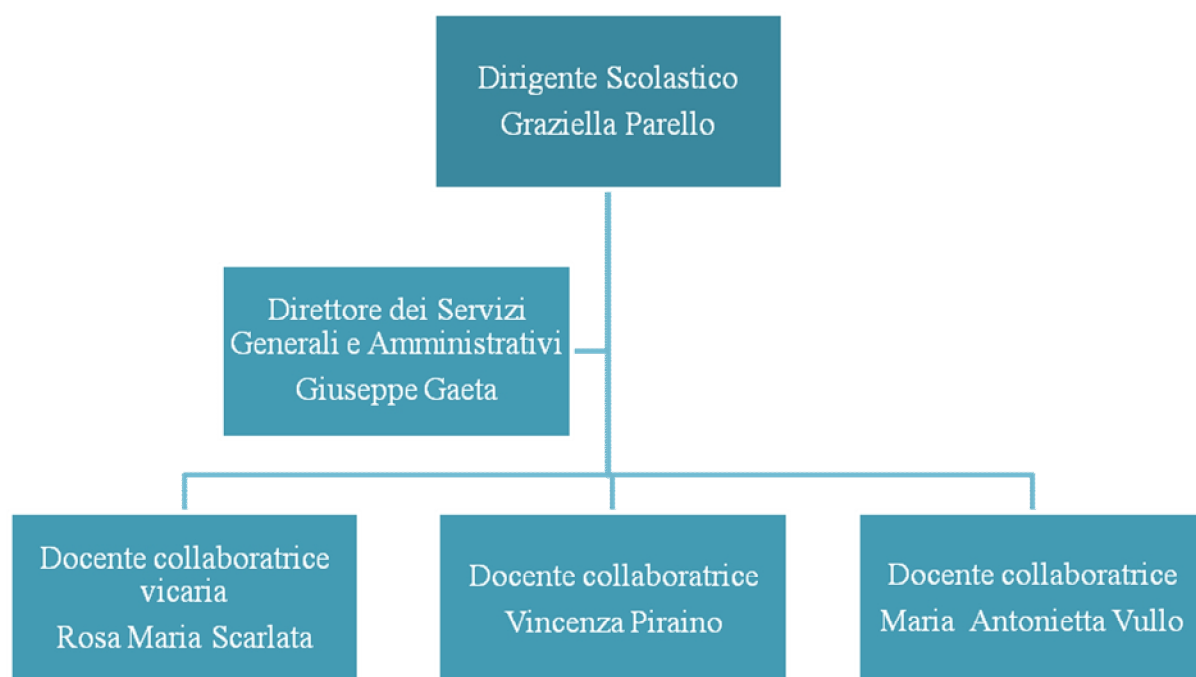 Dirigente Scolastico
Graziella Parello
Direttore dei Servizi
Generali e Amministrativi
Giuseppe Gaeta
Docente collaboratrice
vicaria
Rosa Maria Scarlata
Docente collaboratrice
Vincenza Piraino
Docente collaboratrice
Maria Antonietta Vullo